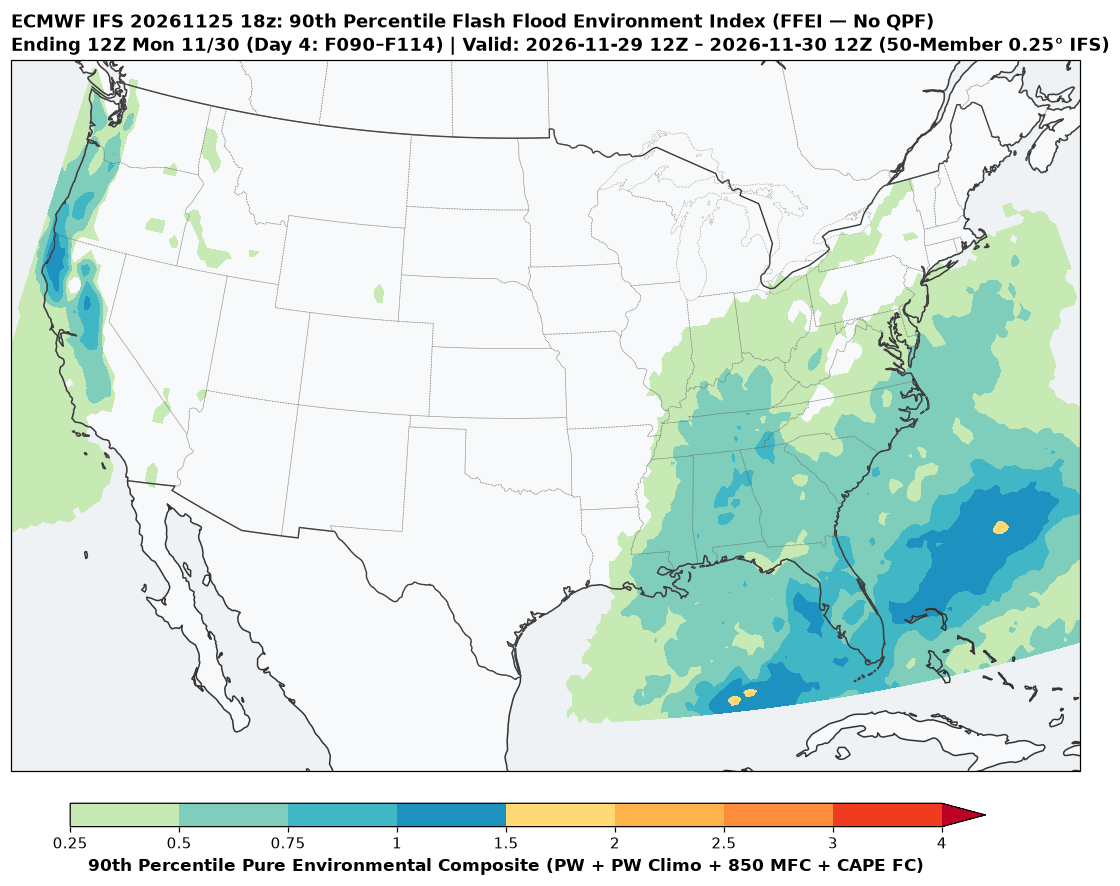 ECMWF IFS 20261125 18z: 90th Percentile Flash Flood Environment Index (FFEI — No QPF)
Ending 12Z Mon 11/30 (Day 4: F090–F114) | Valid: 2026-11-29 12Z – 2026-11-30 12Z (50-Member 0.25° IFS)
0.25 0.5 0.75 1 1.5 2 2.5 3 4
90th Percentile Pure Environmental Composite (PW + PW Climo + 850 MFC + CAPE FC)